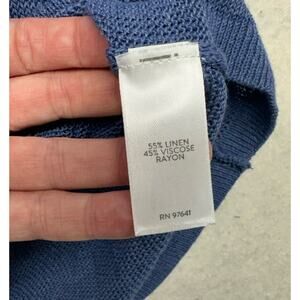 55% LINEN
45% VISCOSE
RAYON
RN 97641